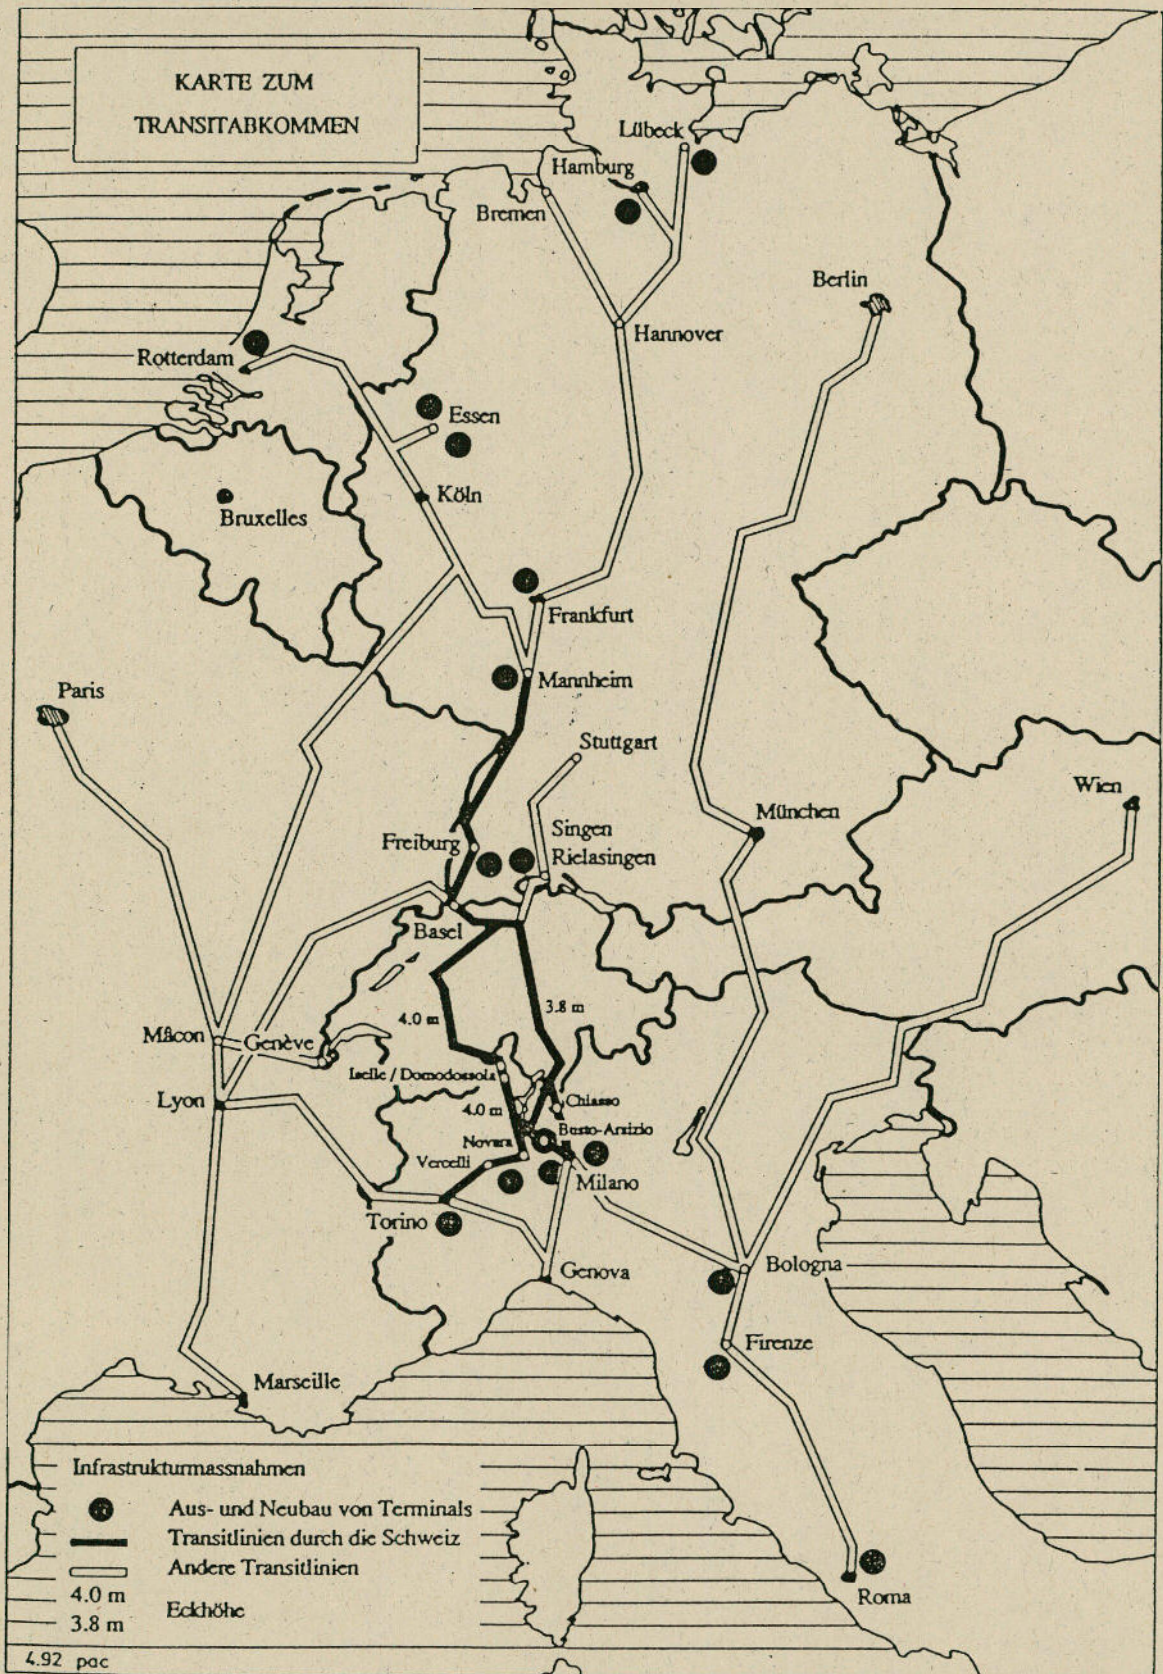 KARTE ZUM
TRANSITABKOMMEN
Lübeck
Hamburg
Bremen
Berlin
Hannover
Rotterdam
Essen
Köln
Bruxelles
Frankfurt
Mannheim
Paris
Stuttgart
Wien
München
Singen
Rielasingen
Freiburg
Basel
4.0 m
3.8 m
Mâcon
Genève
Iselle / Domodossola
Lyon
4.0 m
Chiasso
Busto-Arsizio
Novara
Vercelli
Milano
Torino
Genova
Bologna
Firenze
Marseille
Roma
Infrastrukturmassnahmen
Aus- und Neubau von Terminals
Transitlinien durch die Schweiz
Andere Transitlinien
4.0 m
3.8 m
Eckhöhe
4.92 pac